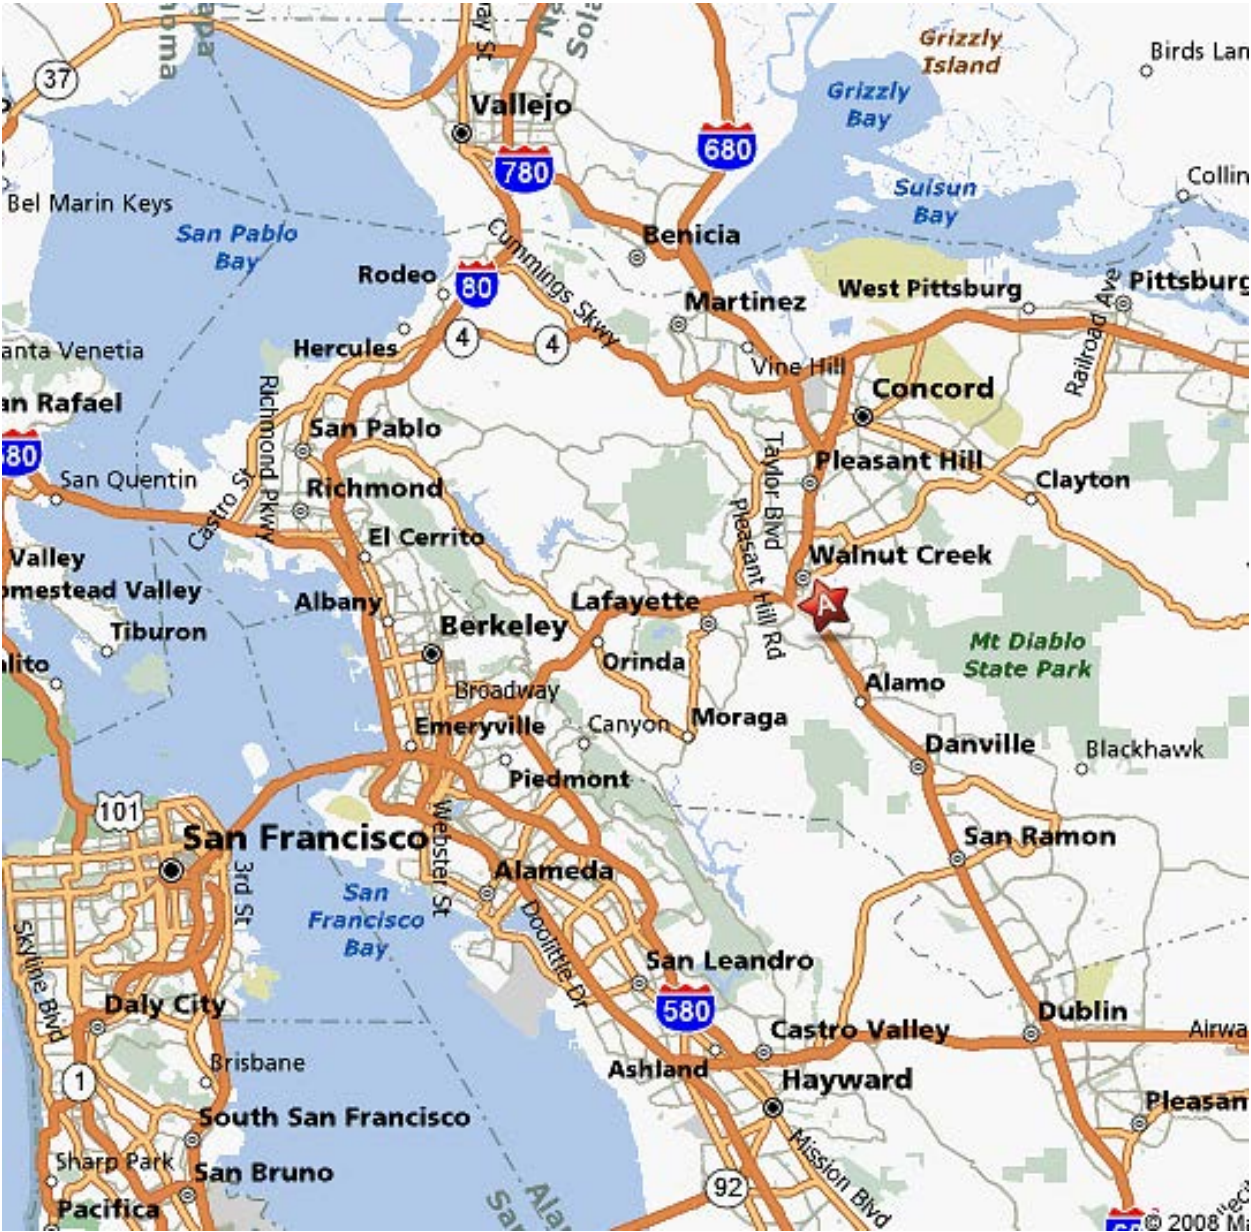 Grizzly
Island
Birds Lan
37
Vallejo
Grizzly
Bay
780
680
Collin
Bel Marin Keys
Suisun
Bay
San Pablo
Bay
Benicia
Rodeo
80
Cummings Skwy
Martinez
West Pittsburg
Pittsburg
Railroad Ave
Hercules
4
4
anta Venetia
Vine Hill
Concord
an Rafael
Richmond Pkwy
San Pablo
Taylor Blvd
Pleasant Hill
580
San Quentin
Castro St
Richmond
Pleasant Hill Rd
Clayton
El Cerrito
Valley
omestead Valley
Walnut Creek
Albany
Lafayette
A
Tiburon
Berkeley
Orinda
Mt Diablo
State Park
alito
Broadway
Alamo
Emeryville
Canyon
Moraga
Danville
Blackhawk
Piedmont
101
San Francisco
Webster St
San Ramon
3rd St
Alameda
San
Francisco
Bay
Skyline Blvd
Doolittle Dr
San Leandro
Daly City
580
Dublin
Castro Valley
Airwa
Brisbane
Ashland
1
Hayward
Pleasan
South San Francisco
Mission Blvd
Sharp Park
San Bruno
92
Pacifica
© 2008 M